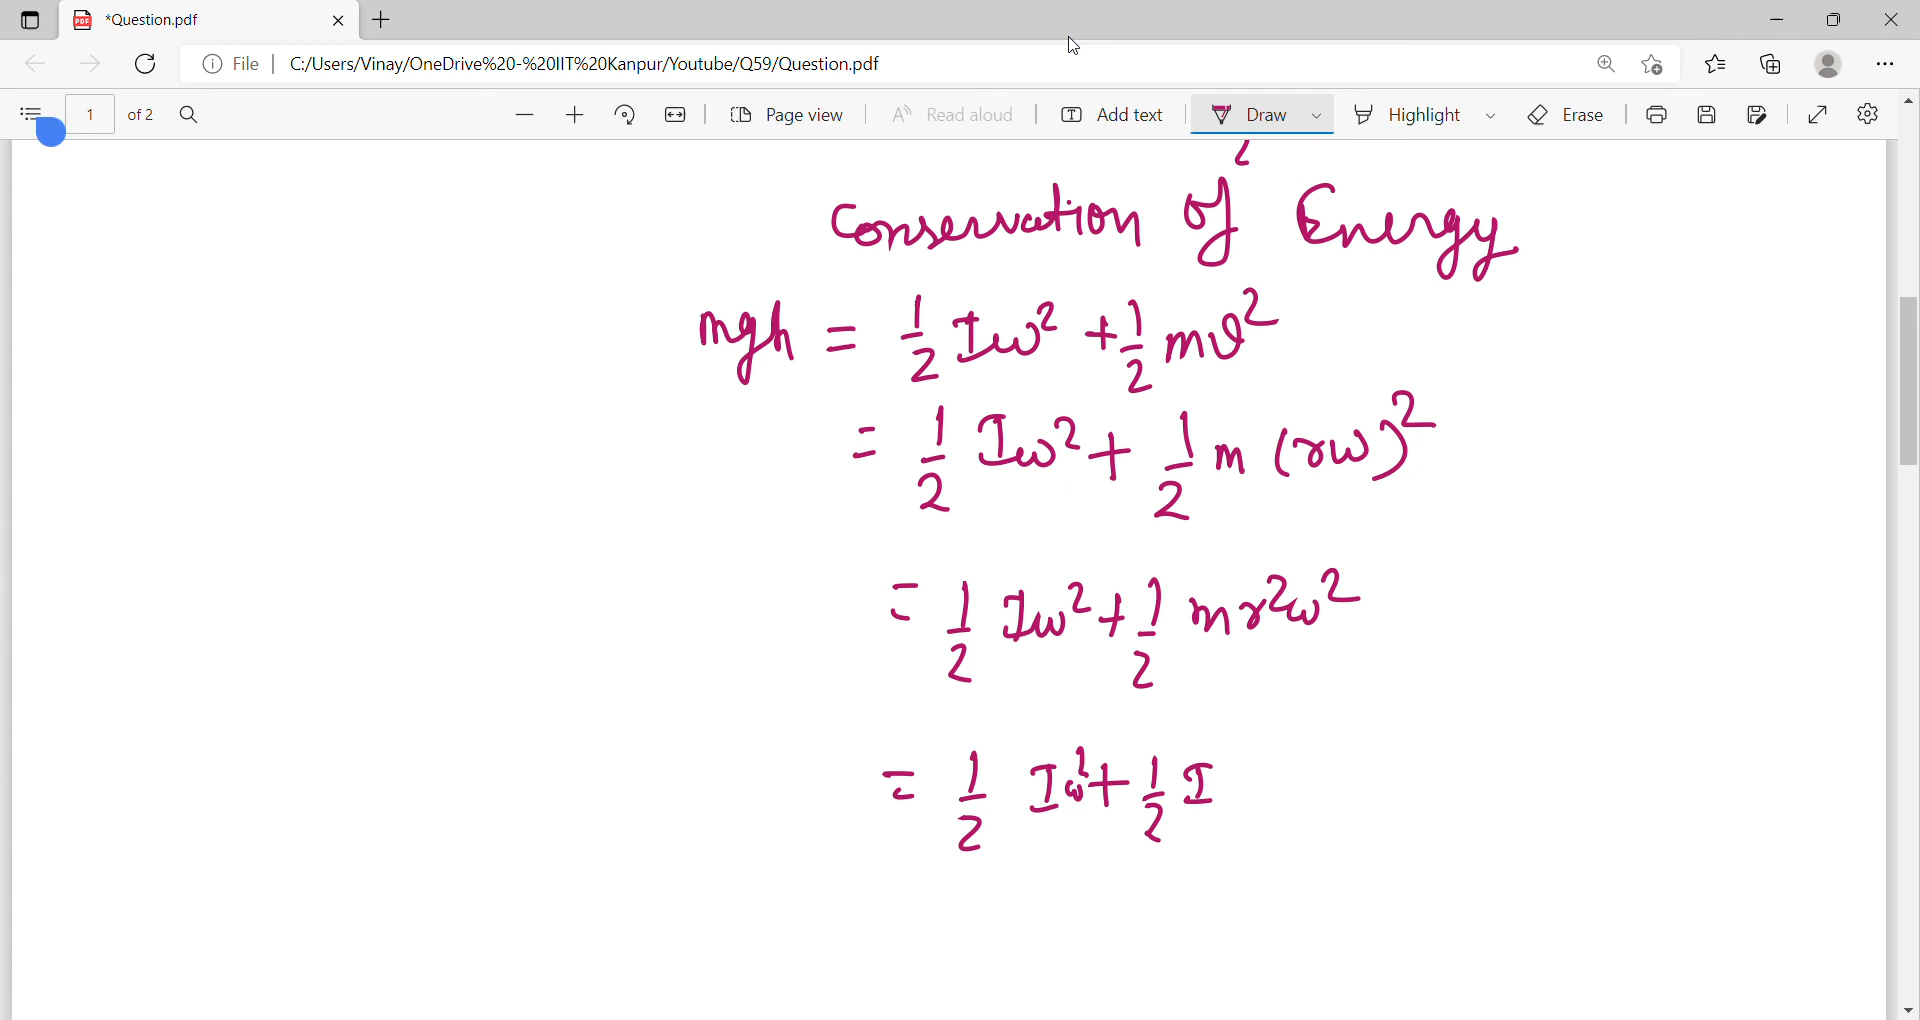 *Question.pdf
File | C:/Users/Vinay/OneDrive%20-%20IIT%20Kanpur/Youtube/Q59/Question.pdf
1 of 2 Page view Read aloud Add text Draw Highlight Erase
Conservation of Energy
mgh = 1/2 Iω² + 1/2 mv²
= 1/2 Iω² + 1/2 m (rω)²
= 1/2 Iω² + 1/2 mr²ω²
= 1/2 Iω² + 1/2 I